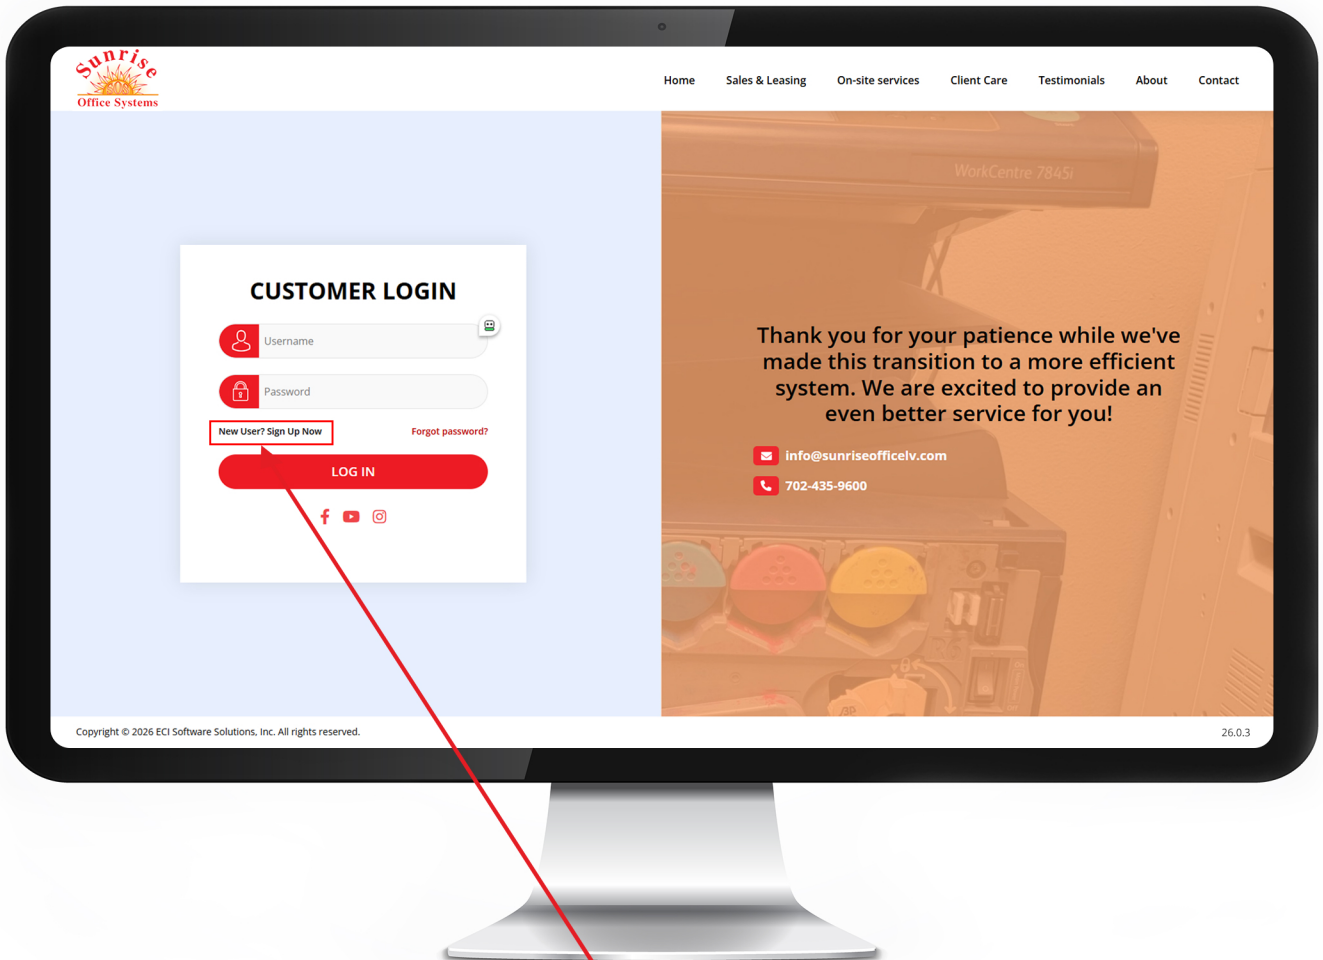 Sunrise
Office Systems
Home Sales & Leasing On-site services Client Care Testimonials About Contact
WorkCentre 7845i
CUSTOMER LOGIN
Username
Password
New User? Sign Up Now Forgot password?
LOG IN
Thank you for your patience while we've
made this transition to a more efficient
system. We are excited to provide an
even better service for you!
info@sunriseofficelv.com
702-435-9600
Copyright © 2026 ECI Software Solutions, Inc. All rights reserved.
26.0.3